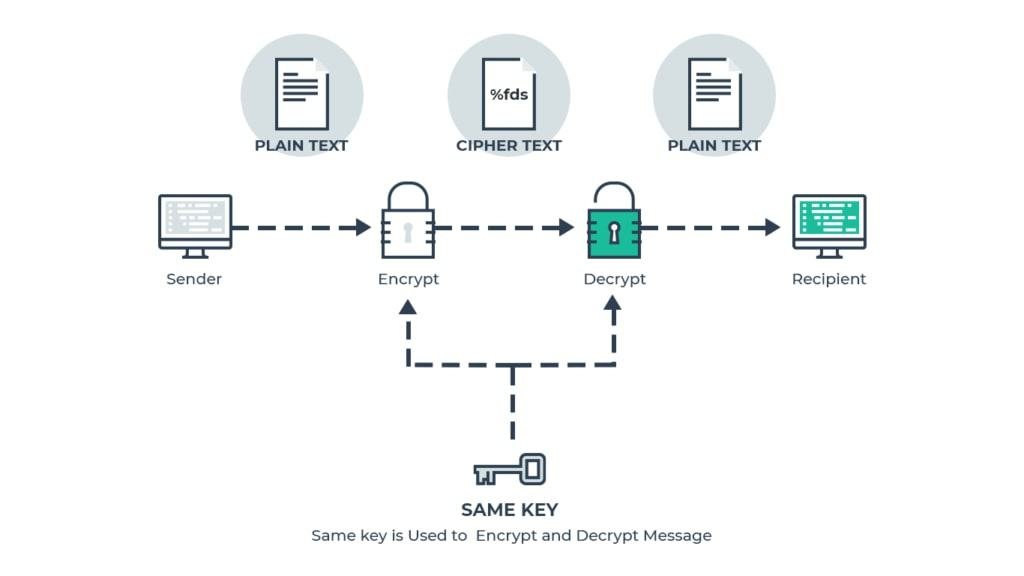 %fds
PLAIN TEXT
CIPHER TEXT
PLAIN TEXT
Sender
Encrypt
Decrypt
Recipient
SAME KEY
Same key is Used to Encrypt and Decrypt Message